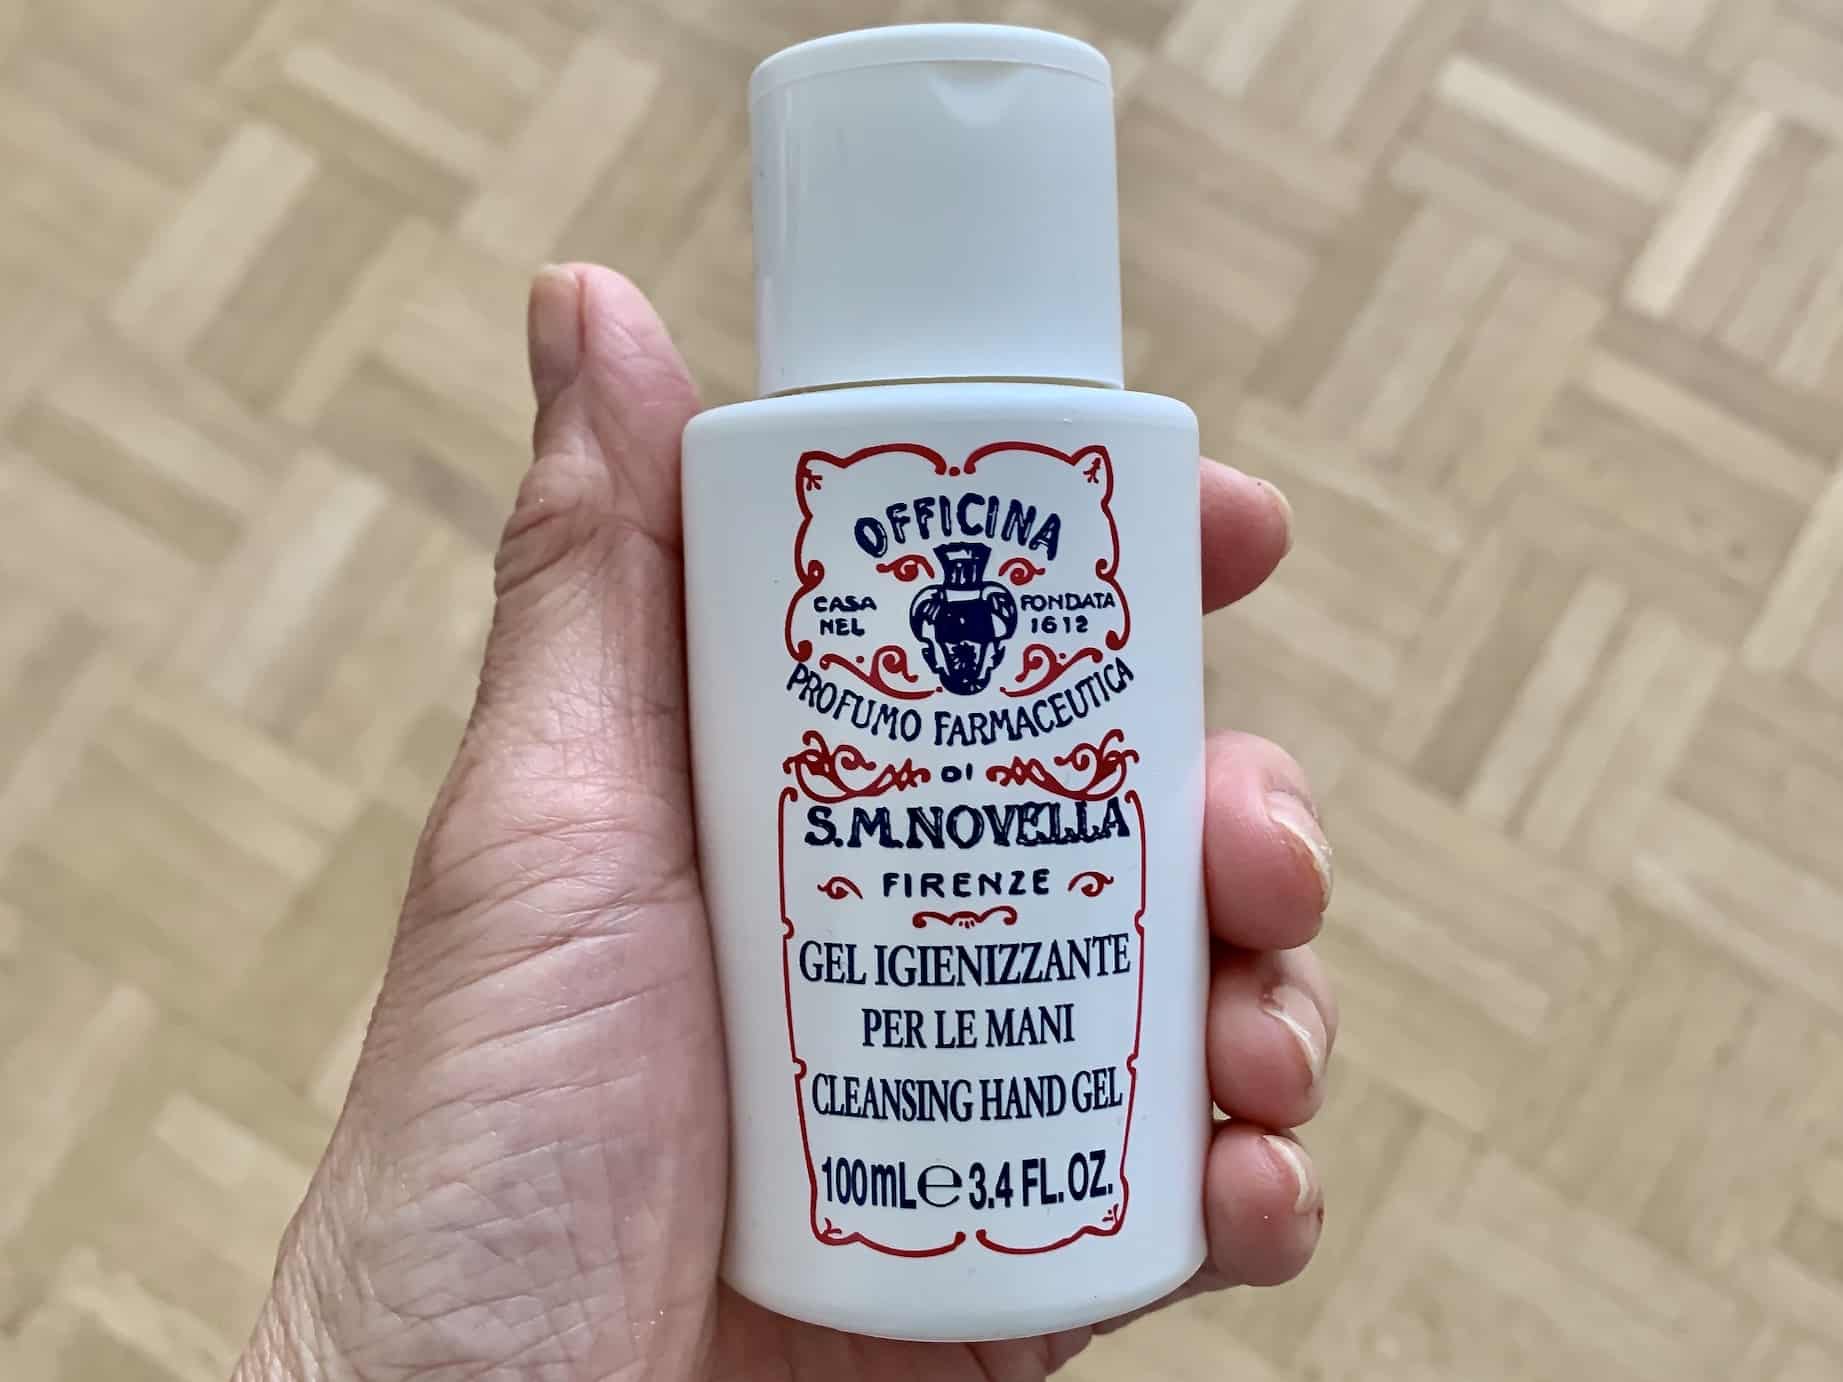 OFFICINA
CASA FONDATA
NEL 1612
PROFUMO FARMACEUTICA
DI
S.M.NOVELLA
FIRENZE
GEL IGIENIZZANTE
PER LE MANI
CLEANSING HAND GEL
100mL ℮ 3.4 FL. OZ.